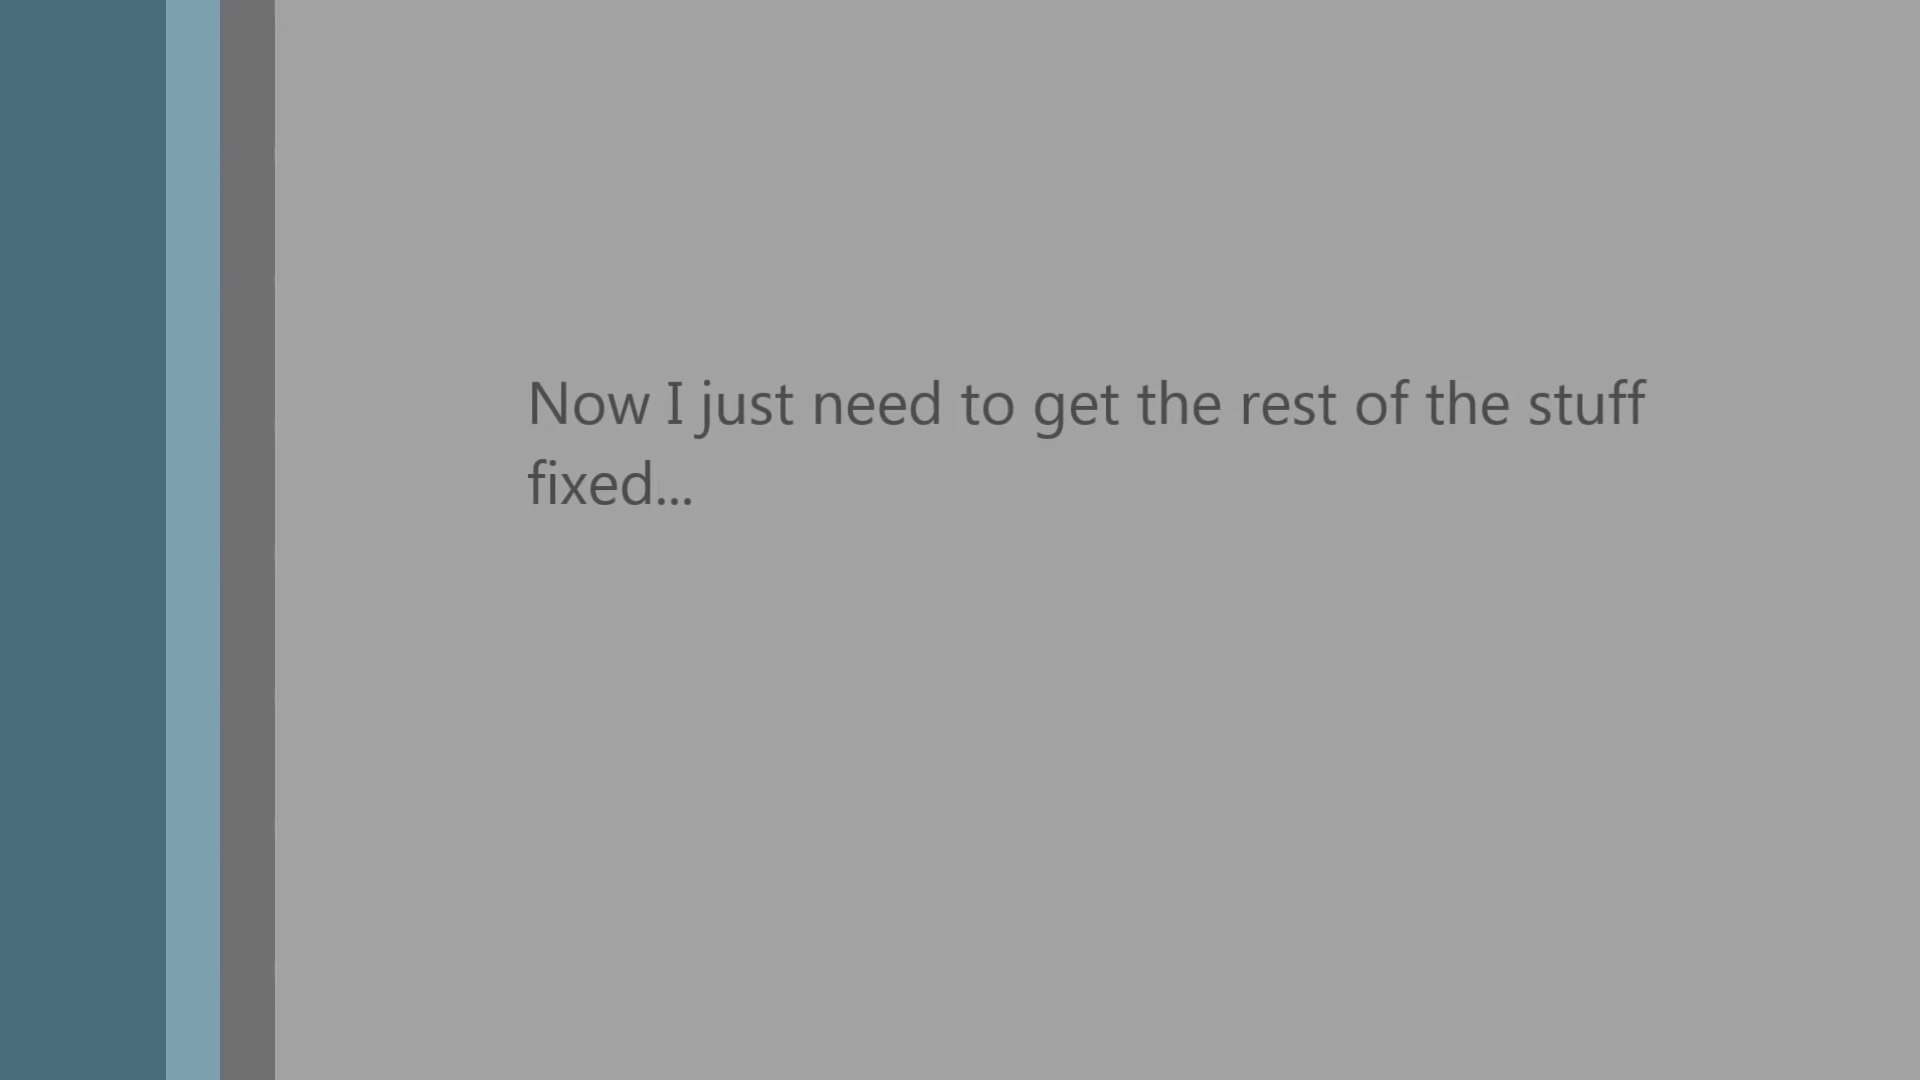 Now I just need to get the rest of the stuff
fixed...